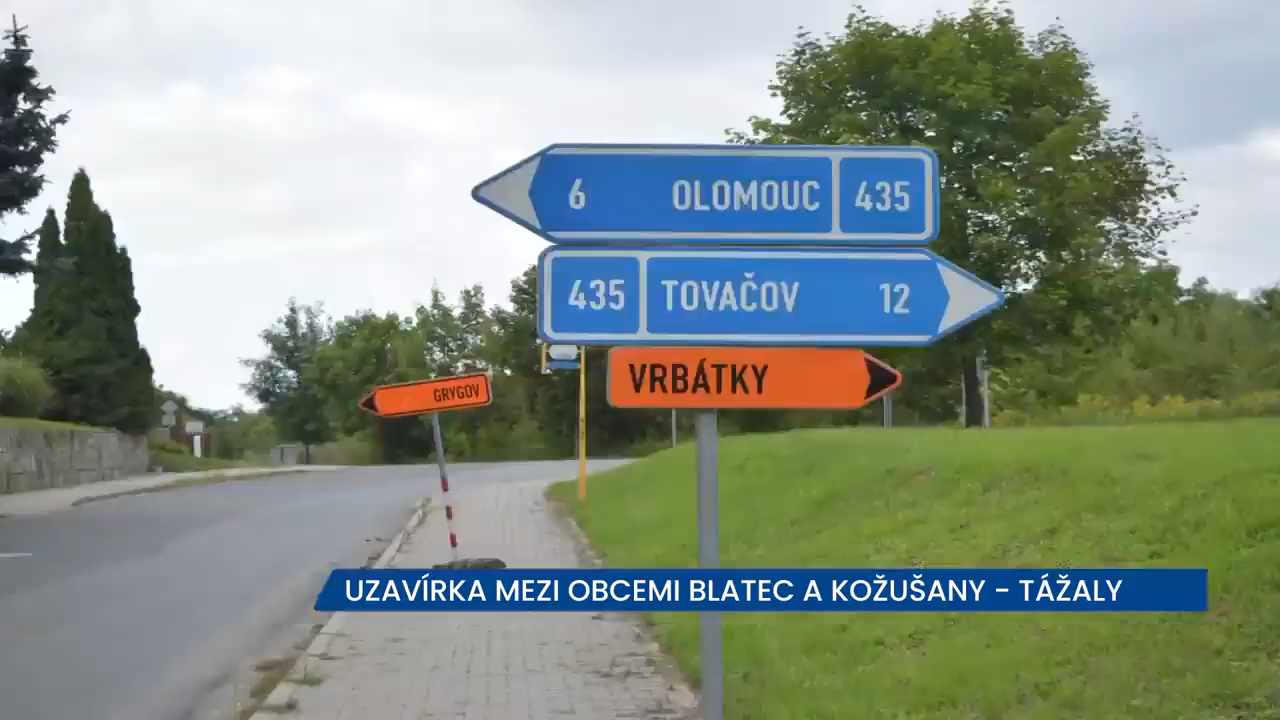 6 OLOMOUC 435
435 TOVAČOV 12
VRBÁTKY
GRYGOV
UZAVÍRKA MEZI OBCEMI BLATEC A KOŽUŠANY - TÁŽALY